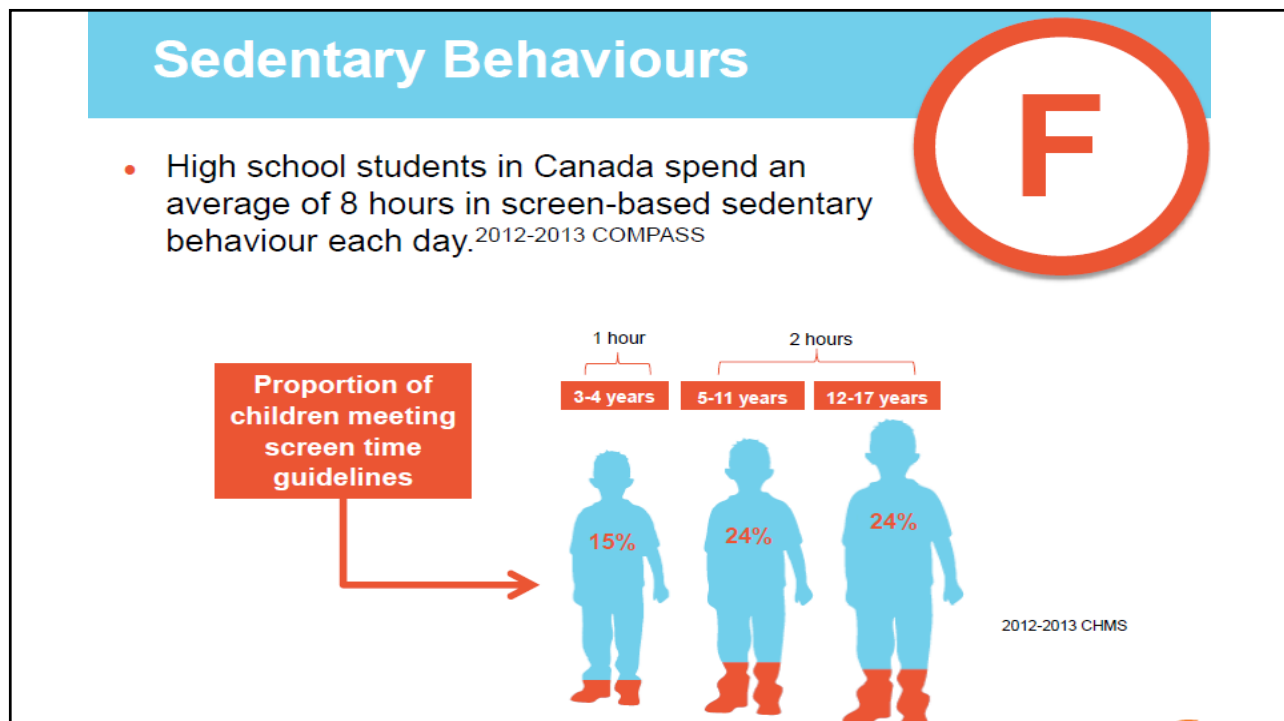 Sedentary Behaviours
F
• High school students in Canada spend an
average of 8 hours in screen-based sedentary
behaviour each day.2012-2013 COMPASS
1 hour
2 hours
Proportion of
children meeting
screen time
guidelines
3-4 years
5-11 years
12-17 years
15%
24%
24%
2012-2013 CHMS